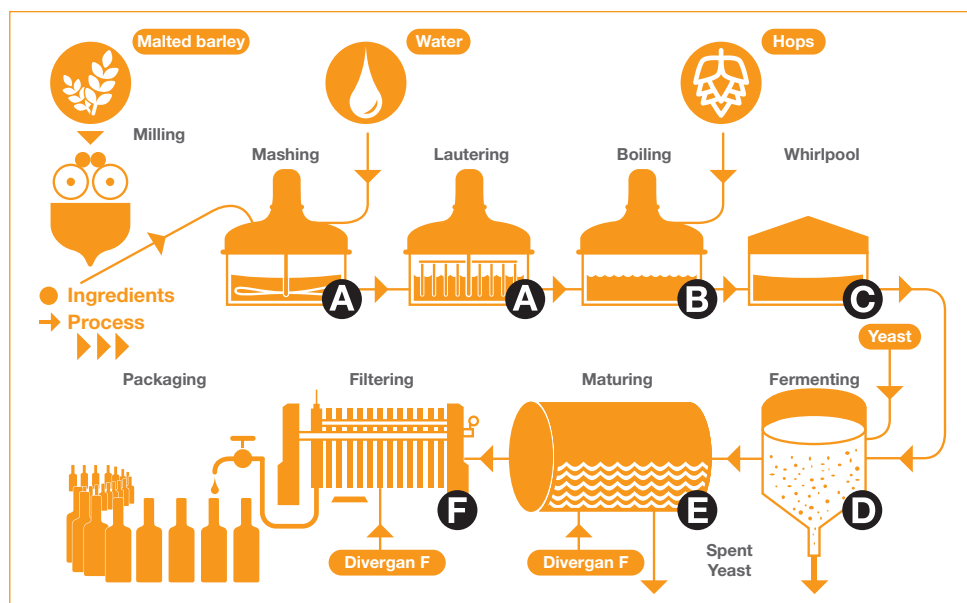 Malted barley
Water
Hops
Milling
Mashing
Lautering
Boiling
Whirlpool
A
A
B
C
Ingredients
Process
Yeast
Packaging
Filtering
Maturing
Fermenting
F
E
D
Divergan F
Divergan F
Spent
Yeast